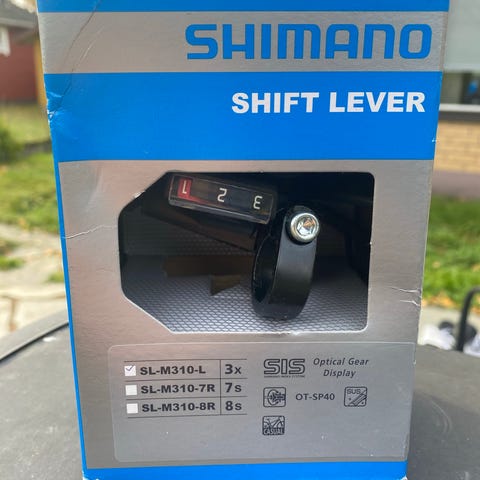 SHIMANO
SHIFT LEVER
L 2 3
SL-M310-L 3x
SL-M310-7R 7s
SL-M310-8R 8s
SIS
Optical Gear
Display
OT-SP40
SUS